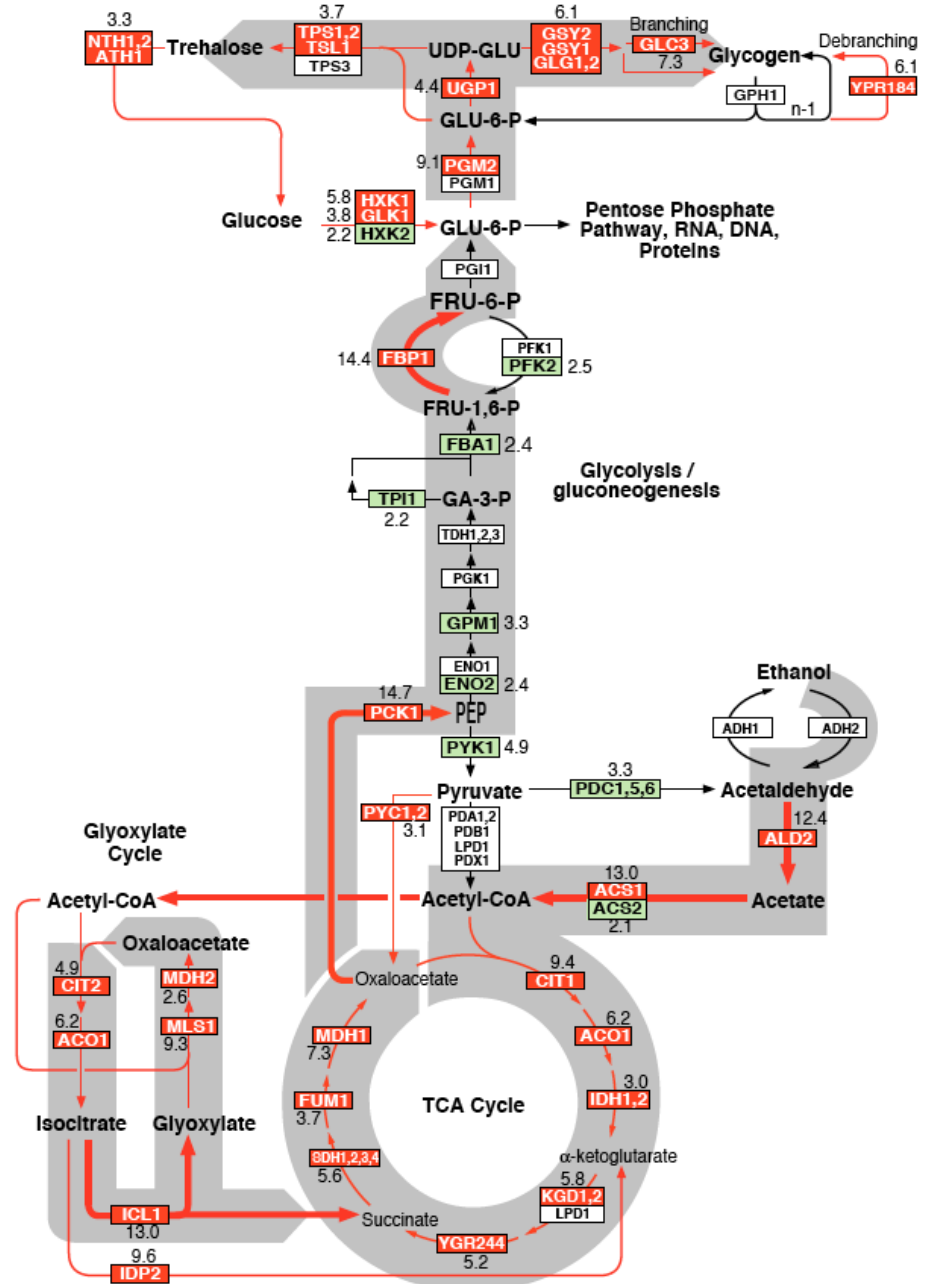 3.3
NTH1,2
ATH1
Trehalose
3.7
TPS1,2
TSL1
TPS3
UDP-GLU
6.1
GSY2
GSY1
GLG1,2
Branching
GLC3
7.3
Glycogen
Debranching
6.1
YPR184
4.4
UGP1
GPH1
n-1
GLU-6-P
9.1
PGM2
PGM1
5.8
HXK1
3.8
GLK1
2.2
HXK2
Glucose
GLU-6-P
Pentose Phosphate
Pathway, RNA, DNA,
Proteins
PGI1
FRU-6-P
14.4
FBP1
PFK1
PFK2
2.5
FRU-1,6-P
FBA1
2.4
Glycolysis /
gluconeogenesis
TPI1
2.2
GA-3-P
TDH1,2,3
PGK1
GPM1
3.3
ENO1
ENO2
2.4
14.7
PCK1
PEP
Ethanol
ADH1
ADH2
PYK1
4.9
Pyruvate
3.3
PDC1,5,6
Acetaldehyde
PYC1,2
3.1
PDA1,2
PDB1
LPD1
PDX1
12.4
ALD2
Glyoxylate
Cycle
Acetyl-CoA
Acetyl-CoA
13.0
ACS1
ACS2
2.1
Acetate
Oxaloacetate
4.9
CIT2
MDH2
2.6
Oxaloacetate
9.4
CIT1
6.2
ACO1
MLS1
9.3
MDH1
7.3
6.2
ACO1
Isocitrate
Glyoxylate
FUM1
3.7
TCA Cycle
3.0
IDH1,2
SDH1,2,3,4
5.6
α-ketoglutarate
5.8
KGD1,2
LPD1
ICL1
13.0
Succinate
YGR244
5.2
9.6
IDP2